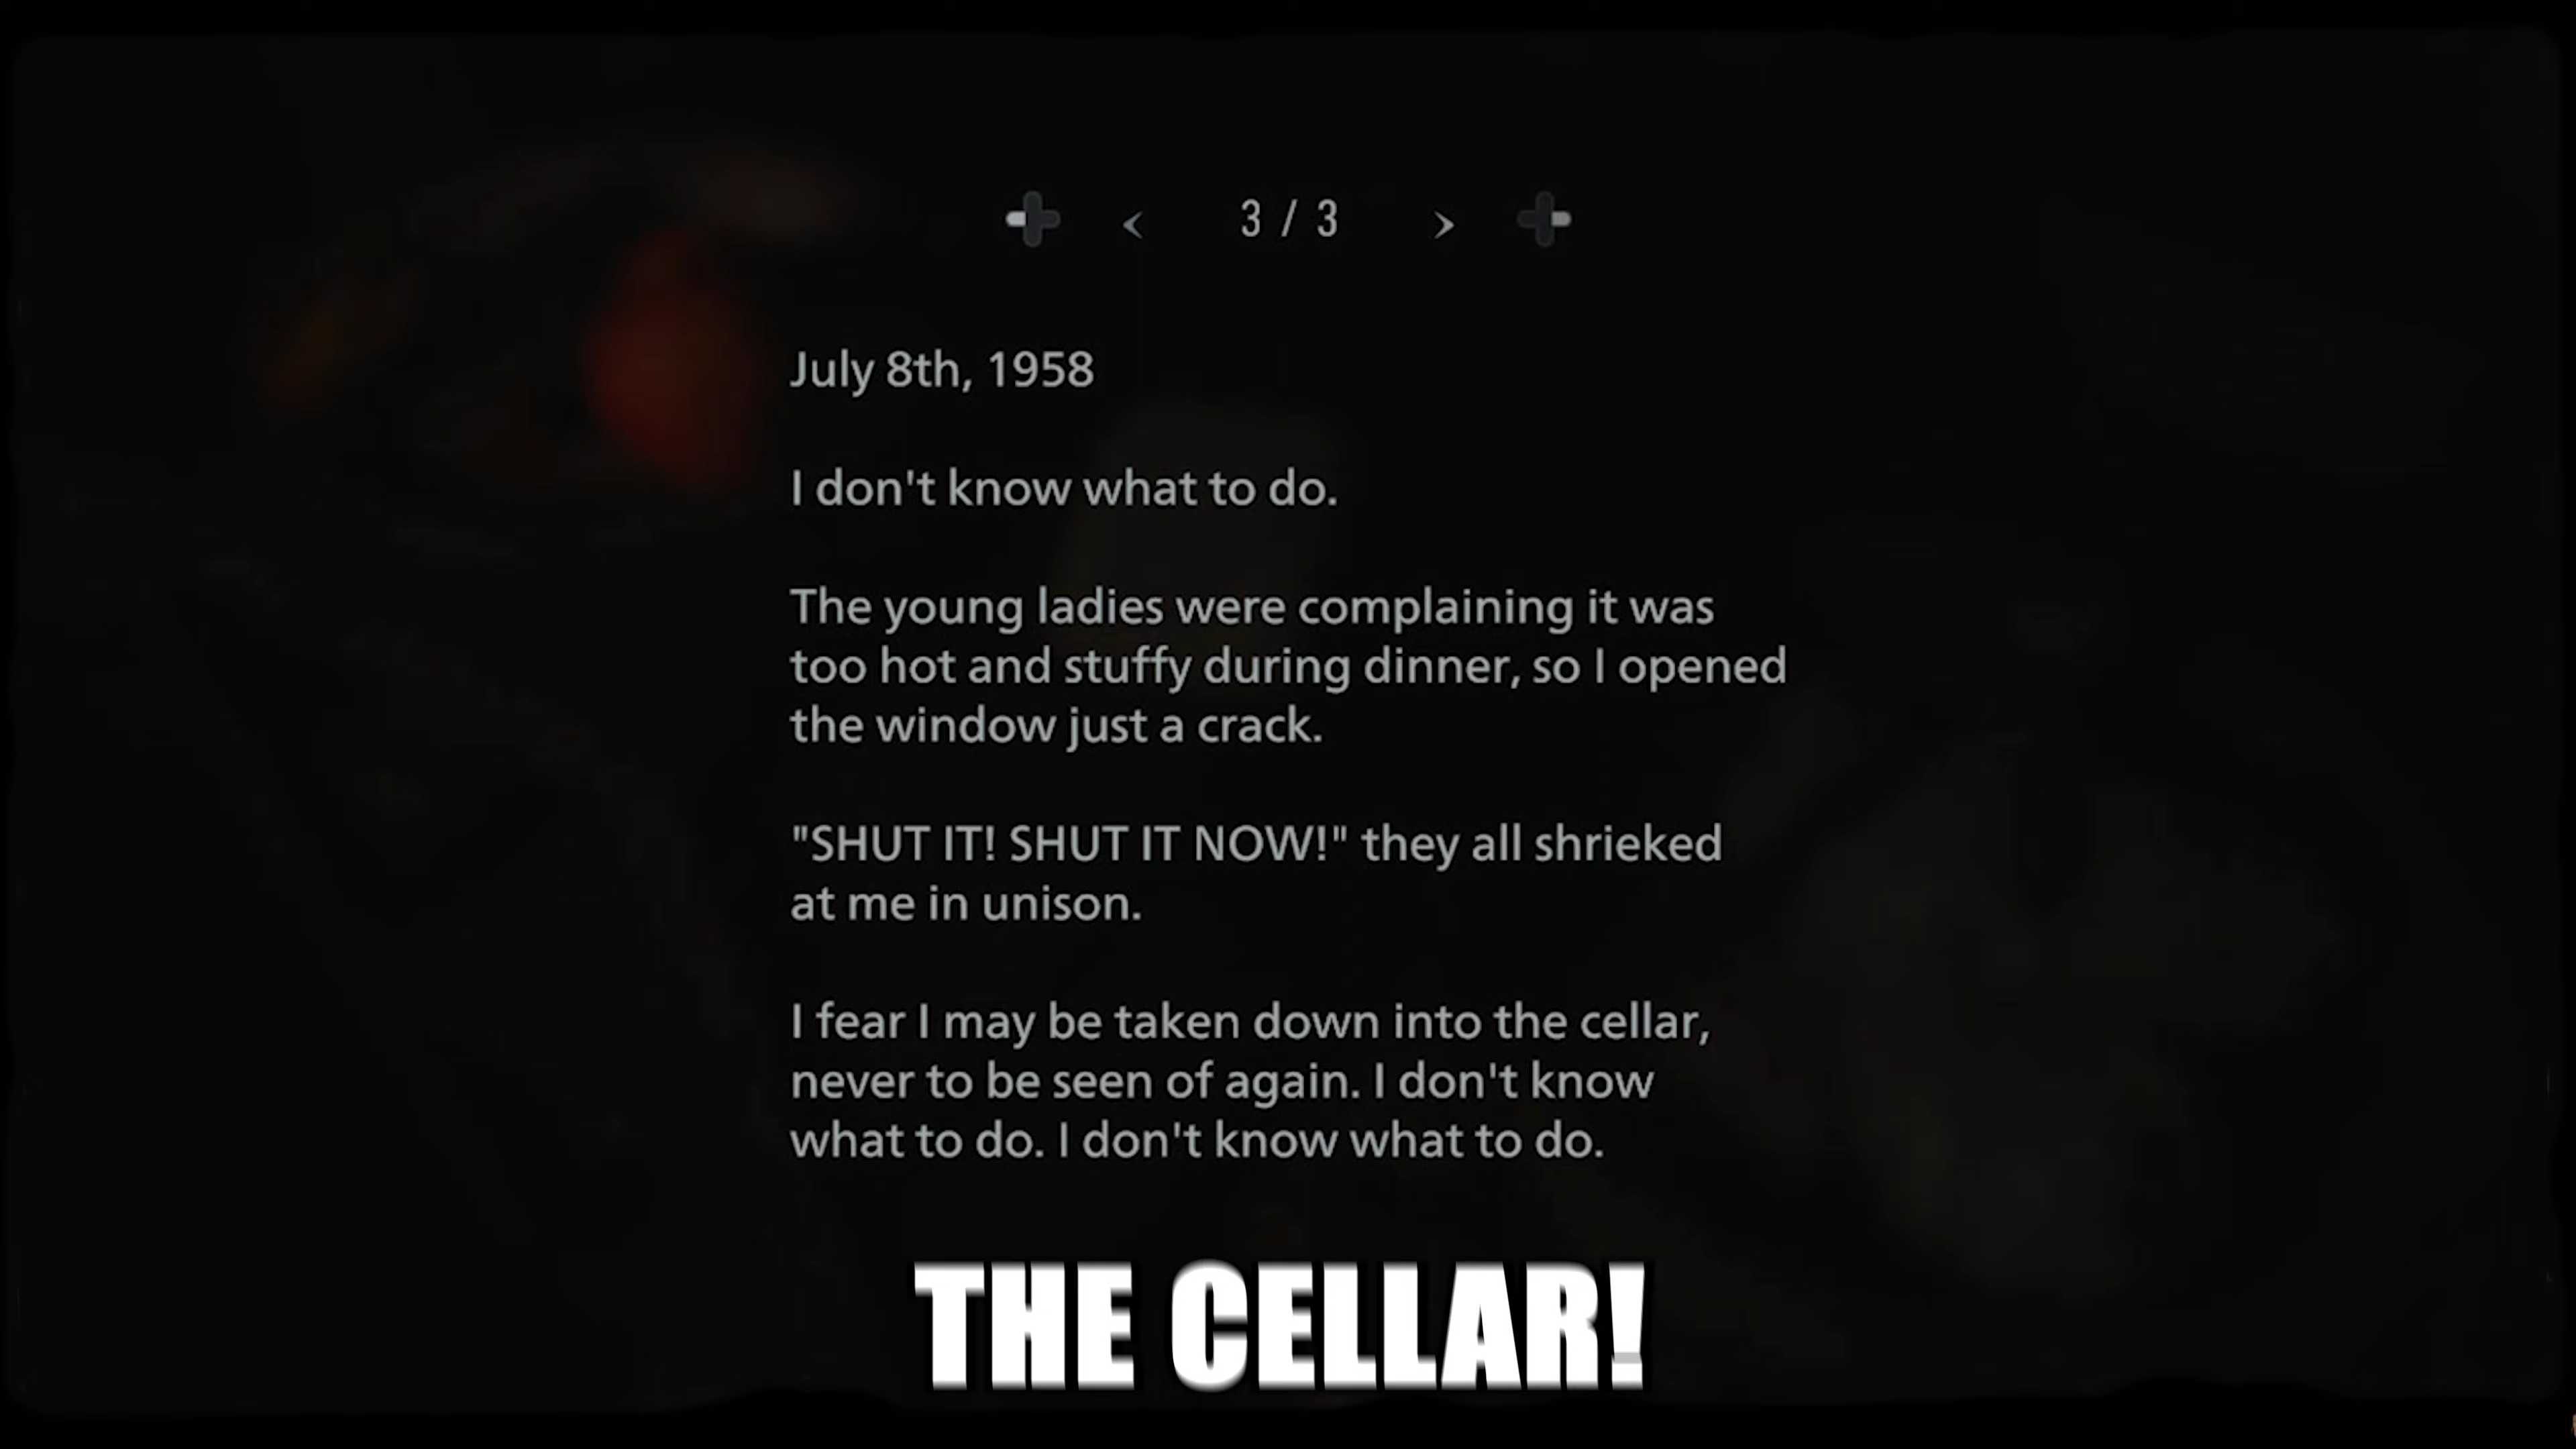 < 3 / 3 >
July 8th, 1958
I don't know what to do.
The young ladies were complaining it was
too hot and stuffy during dinner, so I opened
the window just a crack.
"SHUT IT! SHUT IT NOW!" they all shrieked
at me in unison.
I fear I may be taken down into the cellar,
never to be seen of again. I don't know
what to do. I don't know what to do.
THE CELLAR!